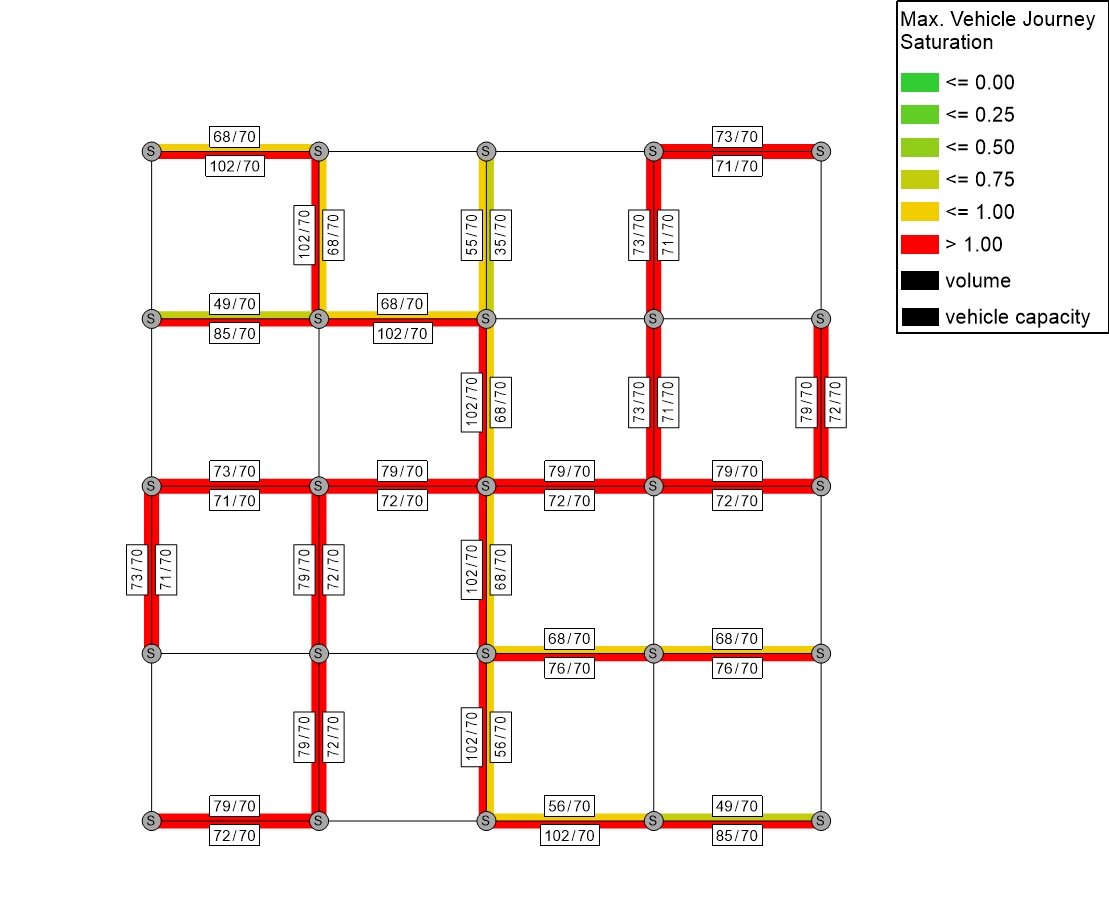 Max. Vehicle Journey
Saturation
<= 0.00
<= 0.25
<= 0.50
<= 0.75
<= 1.00
> 1.00
volume
vehicle capacity
68/70
73/70
S S S S S
102/70
71/70
102/70 68/70 55/70 35/70 73/70 71/70
49/70 68/70
S S S S S
85/70 102/70
102/70 68/70 73/70 71/70 79/70 72/70
73/70 79/70 79/70 79/70
S S S S S
71/70 72/70 72/70 72/70
73/70 71/70 79/70 72/70 102/70 68/70
68/70 68/70
S S S S S
76/70 76/70
79/70 72/70 102/70 56/70
79/70 56/70 49/70
S S S S S
72/70 102/70 85/70